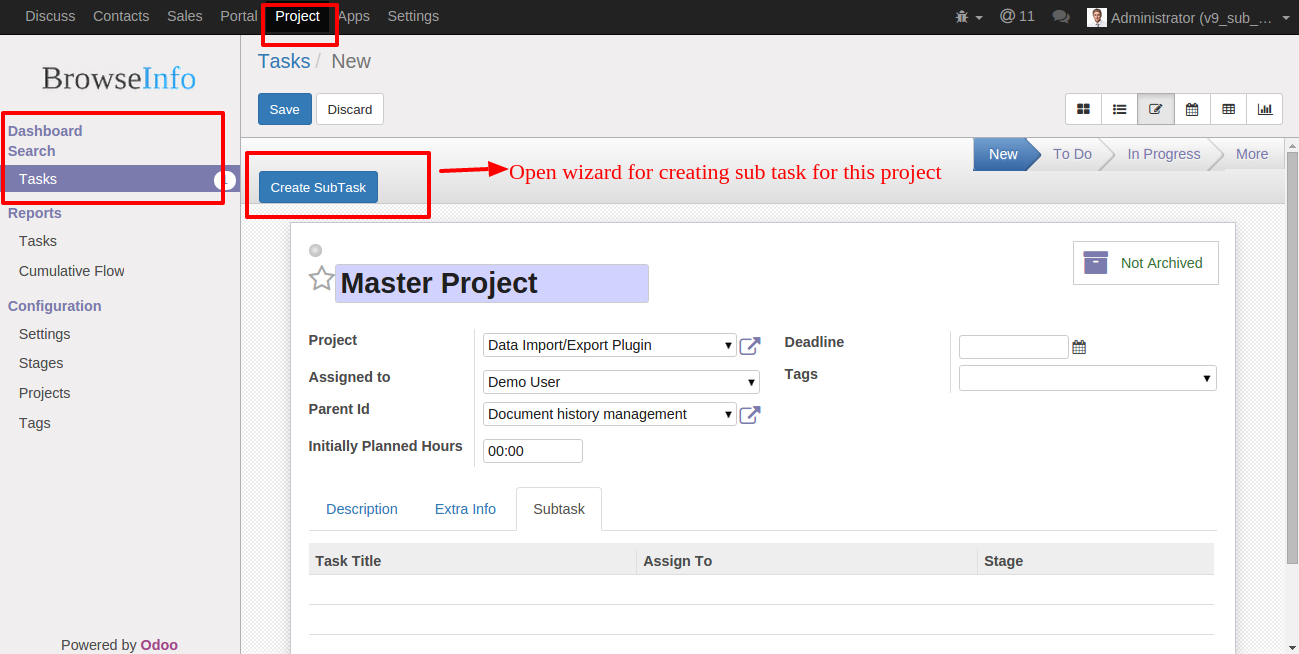 Discuss Contacts Sales Portal Project Apps Settings @ 11 Administrator (v9_sub_...
BrowseInfo
Dashboard
Search
Tasks
Reports
Tasks
Cumulative Flow
Configuration
Settings
Stages
Projects
Tags
Powered by Odoo
Tasks / New
Save Discard
Create SubTask
Open wizard for creating sub task for this project
New To Do In Progress More
Not Archived
Master Project
Project Data Import/Export Plugin
Assigned to Demo User
Parent Id Document history management
Initially Planned Hours 00:00
Deadline
Tags
Description Extra Info Subtask
Task Title Assign To Stage